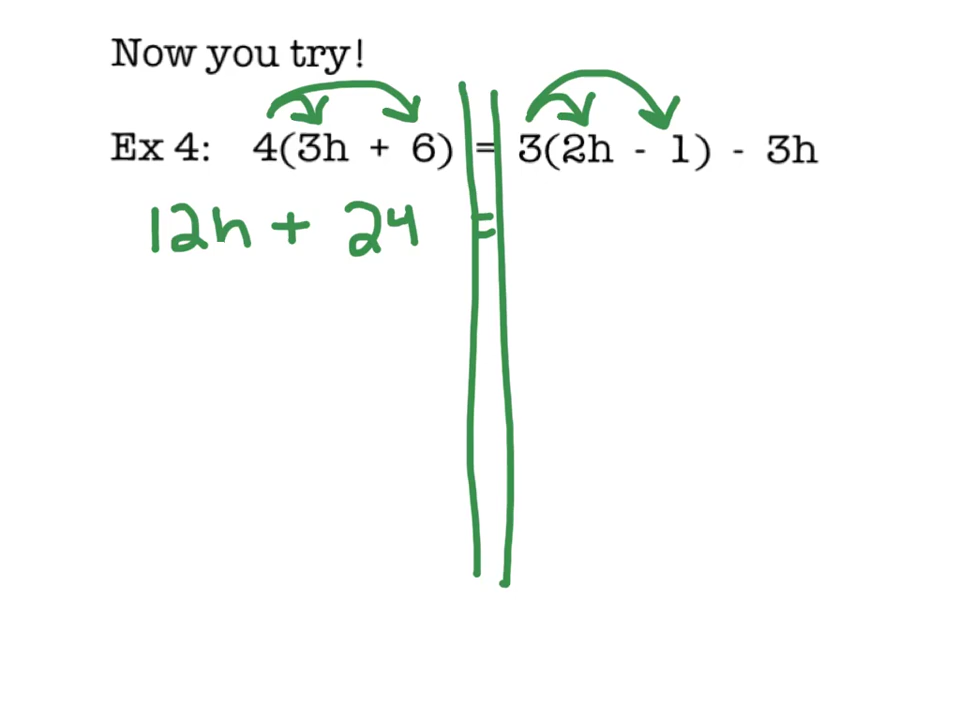 Now you try!
Ex 4: 4(3h + 6) = 3(2h - 1) - 3h
12h + 24 =